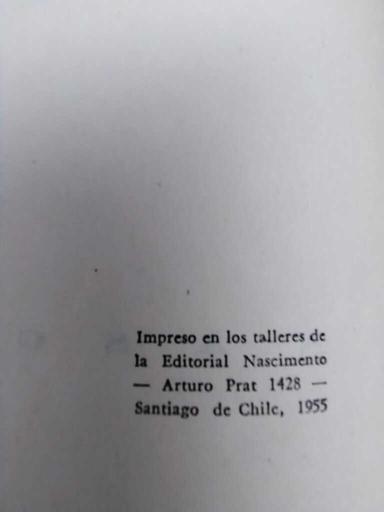 Impreso en los talleres de
la Editorial Nascimento
— Arturo Prat 1428 —
Santiago de Chile, 1955